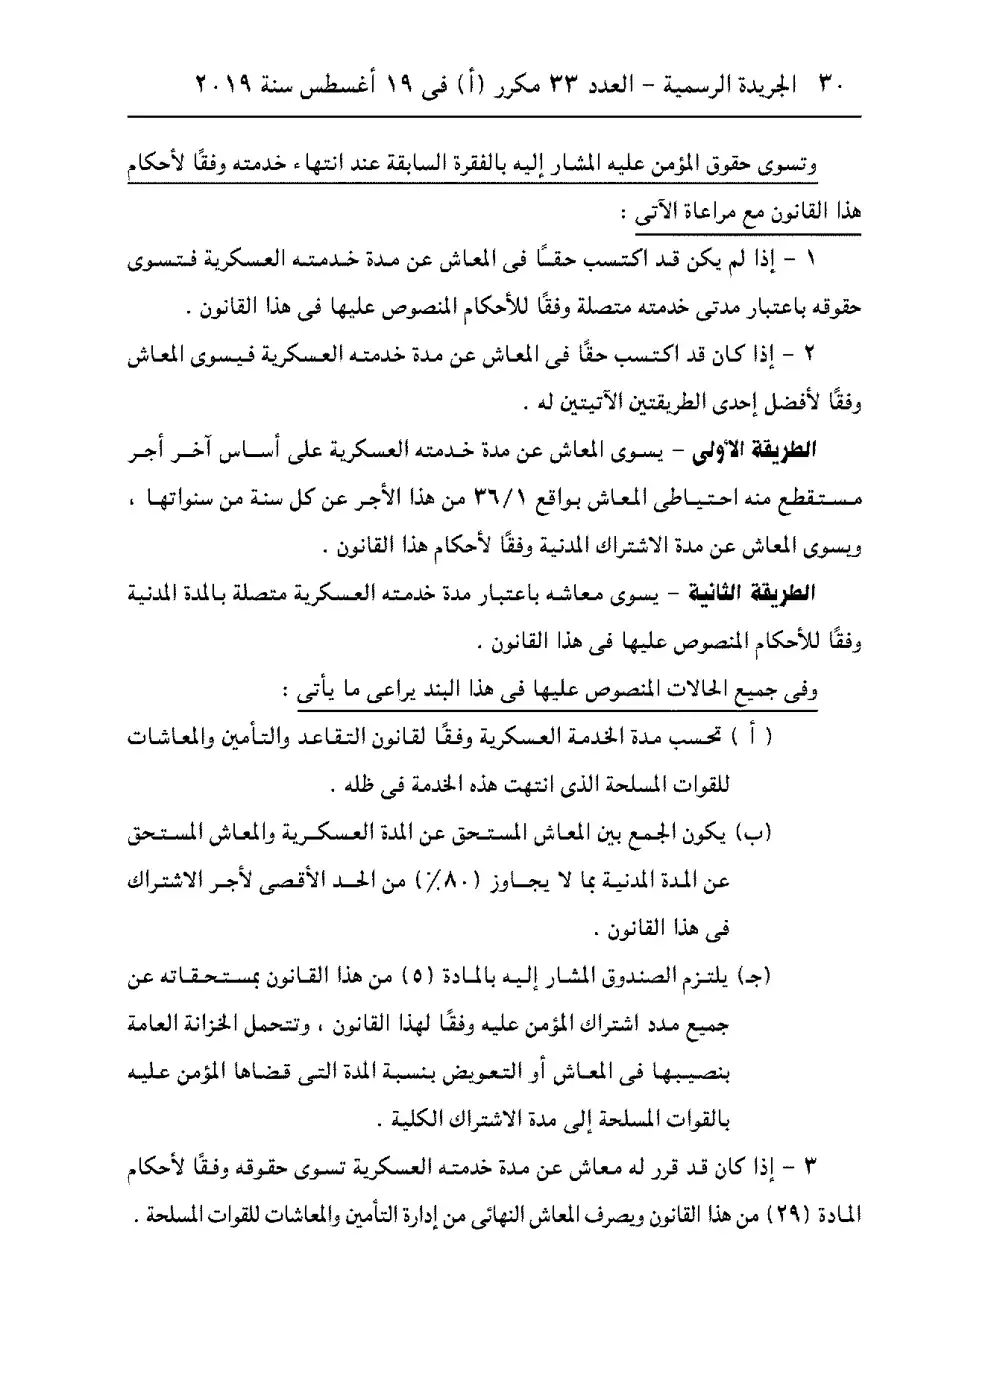 ٣٠ الجريدة الرسمية – العدد ٣٣ مكرر (أ) فى ١٩ أغسطس سنة ٢٠١٩
وتسوى حقوق المؤمن عليه المشار إليه بالفقرة السابقة عند انتهاء خدمته وفقًا لأحكام
هذا القانون مع مراعاة الآتى :
١ – إذا لم يكن قد اكتسب حقًا فى المعاش عن مدة خدمته العسكرية فتسوى
حقوقه باعتبار مدتى خدمته متصلة وفقًا للأحكام المنصوص عليها فى هذا القانون .
٢ – إذا كان قد اكتسب حقًا فى المعاش عن مدة خدمته العسكرية فيسوى المعاش
وفقًا لأفضل إحدى الطريقتين الآتيتين له .
الطريقة الأولى – يسوى المعاش عن مدة خدمته العسكرية على أساس آخر أجر
مستقطع منه احتياطى المعاش بواقع ٣٦/١ من هذا الأجر عن كل سنة من سنواتها ،
ويسوى المعاش عن مدة الاشتراك المدنية وفقًا لأحكام هذا القانون .
الطريقة الثانية – يسوى معاشه باعتبار مدة خدمته العسكرية متصلة بالمدة المدنية
وفقًا للأحكام المنصوص عليها فى هذا القانون .
وفى جميع الحالات المنصوص عليها فى هذا البند يراعى ما يأتى :
( أ ) تحسب مدة الخدمة العسكرية وفقًا لقانون التقاعد والتأمين والمعاشات
للقوات المسلحة الذى انتهت هذه الخدمة فى ظله .
(ب) يكون الجمع بين المعاش المستحق عن المدة العسكرية والمعاش المستحق
عن المدة المدنية بما لا يجاوز (٨٠٪) من الحد الأقصى لأجر الاشتراك
فى هذا القانون .
(جـ) يلتزم الصندوق المشار إليه بالمادة (٥) من هذا القانون بمستحقاته عن
جميع مدد اشتراك المؤمن عليه وفقًا لهذا القانون ، وتتحمل الخزانة العامة
بنصيبها فى المعاش أو التعويض بنسبة المدة التى قضاها المؤمن عليه
بالقوات المسلحة إلى مدة الاشتراك الكلية .
٣ – إذا كان قد قرر له معاش عن مدة خدمته العسكرية تسوى حقوقه وفقًا لأحكام
المادة (٢٩) من هذا القانون ويصرف المعاش النهائى من إدارة التأمين والمعاشات للقوات المسلحة .